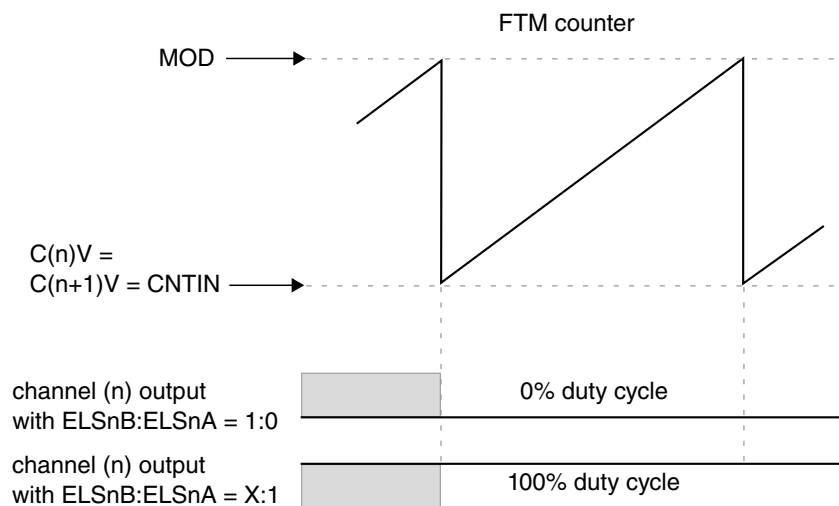 FTM counter
MOD
C(n)V =
C(n+1)V = CNTIN
channel (n) output
with ELSnB:ELSnA = 1:0
0% duty cycle
channel (n) output
with ELSnB:ELSnA = X:1
100% duty cycle